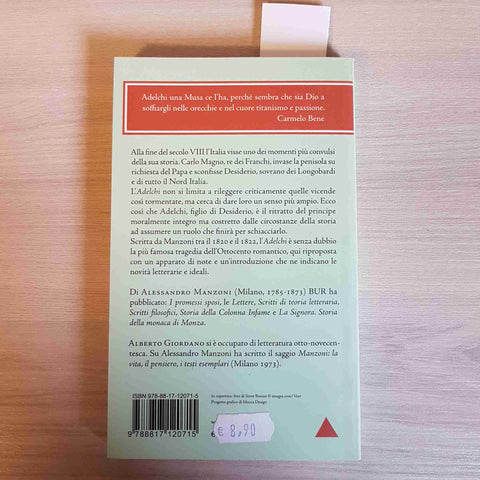 Adelchi una Musa ce l'ha, perché sembra che sia Dio a
soffiargli nelle orecchie e nel cuore titanismo e passione.
Carmelo Bene
Alla fine del secolo VIII l'Italia visse uno dei momenti più convulsi
della sua storia. Carlo Magno, re dei Franchi, invase la penisola su
richiesta del Papa e sconfisse Desiderio, sovrano dei Longobardi
e di tutto il Nord Italia.
L'Adelchi non si limita a rileggere criticamente quelle vicende
così tormentate, ma cerca di dare loro un senso più ampio. Ecco
così che Adelchi, figlio di Desiderio, è il ritratto del principe
moralmente integro ma costretto dalle circostanze della storia
ad assumere un ruolo che finirà per schiacciarlo.
Scritta da Manzoni tra il 1820 e il 1822, l'Adelchi è senza dubbio
la più famosa tragedia dell'Ottocento romantico, qui riproposta
con un apparato di note e un'introduzione che ne indicano le
novità letterarie e ideali.
Di Alessandro Manzoni (Milano, 1785-1873) BUR ha
pubblicato: I promessi sposi, le Lettere, Scritti di teoria letteraria,
Scritti filosofici, Storia della Colonna Infame e La Signora. Storia
della monaca di Monza.
Alberto Giordano si è occupato di letteratura otto-novecen-
tesca. Su Alessandro Manzoni ha scritto il saggio Manzoni: la
vita, il pensiero, i testi esemplari (Milano 1973).
ISBN 978-88-17-12071-5
9 788817 120715
In copertina: foto di
Progetto grafico di Mucca Design
€ 8,90